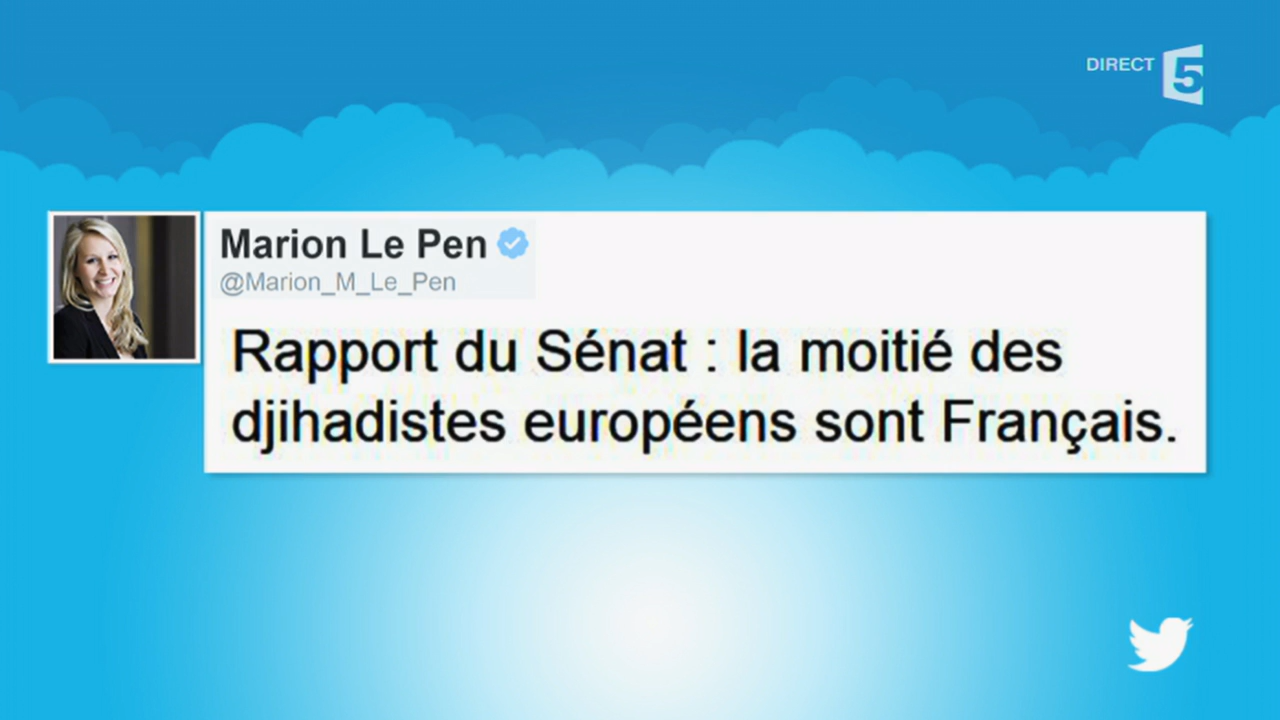 DIRECT 5
Marion Le Pen
@Marion_M_Le_Pen
Rapport du Sénat : la moitié des
djihadistes européens sont Français.